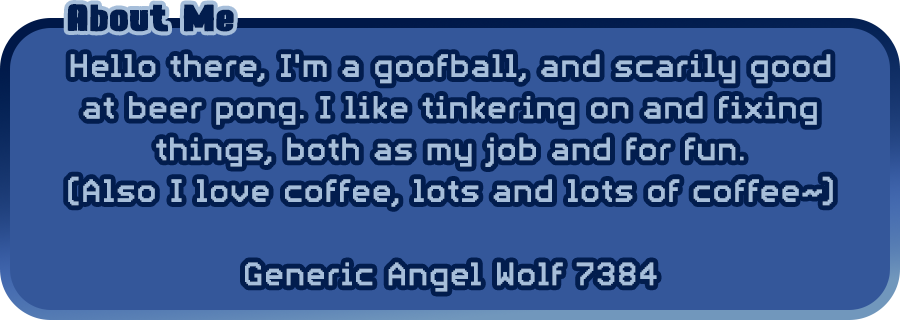 About Me
Hello there, I'm a goofball, and scarily good
at beer pong. I like tinkering on and fixing
things, both as my job and for fun.
(Also I love coffee, lots and lots of coffee~)
Generic Angel Wolf 7384